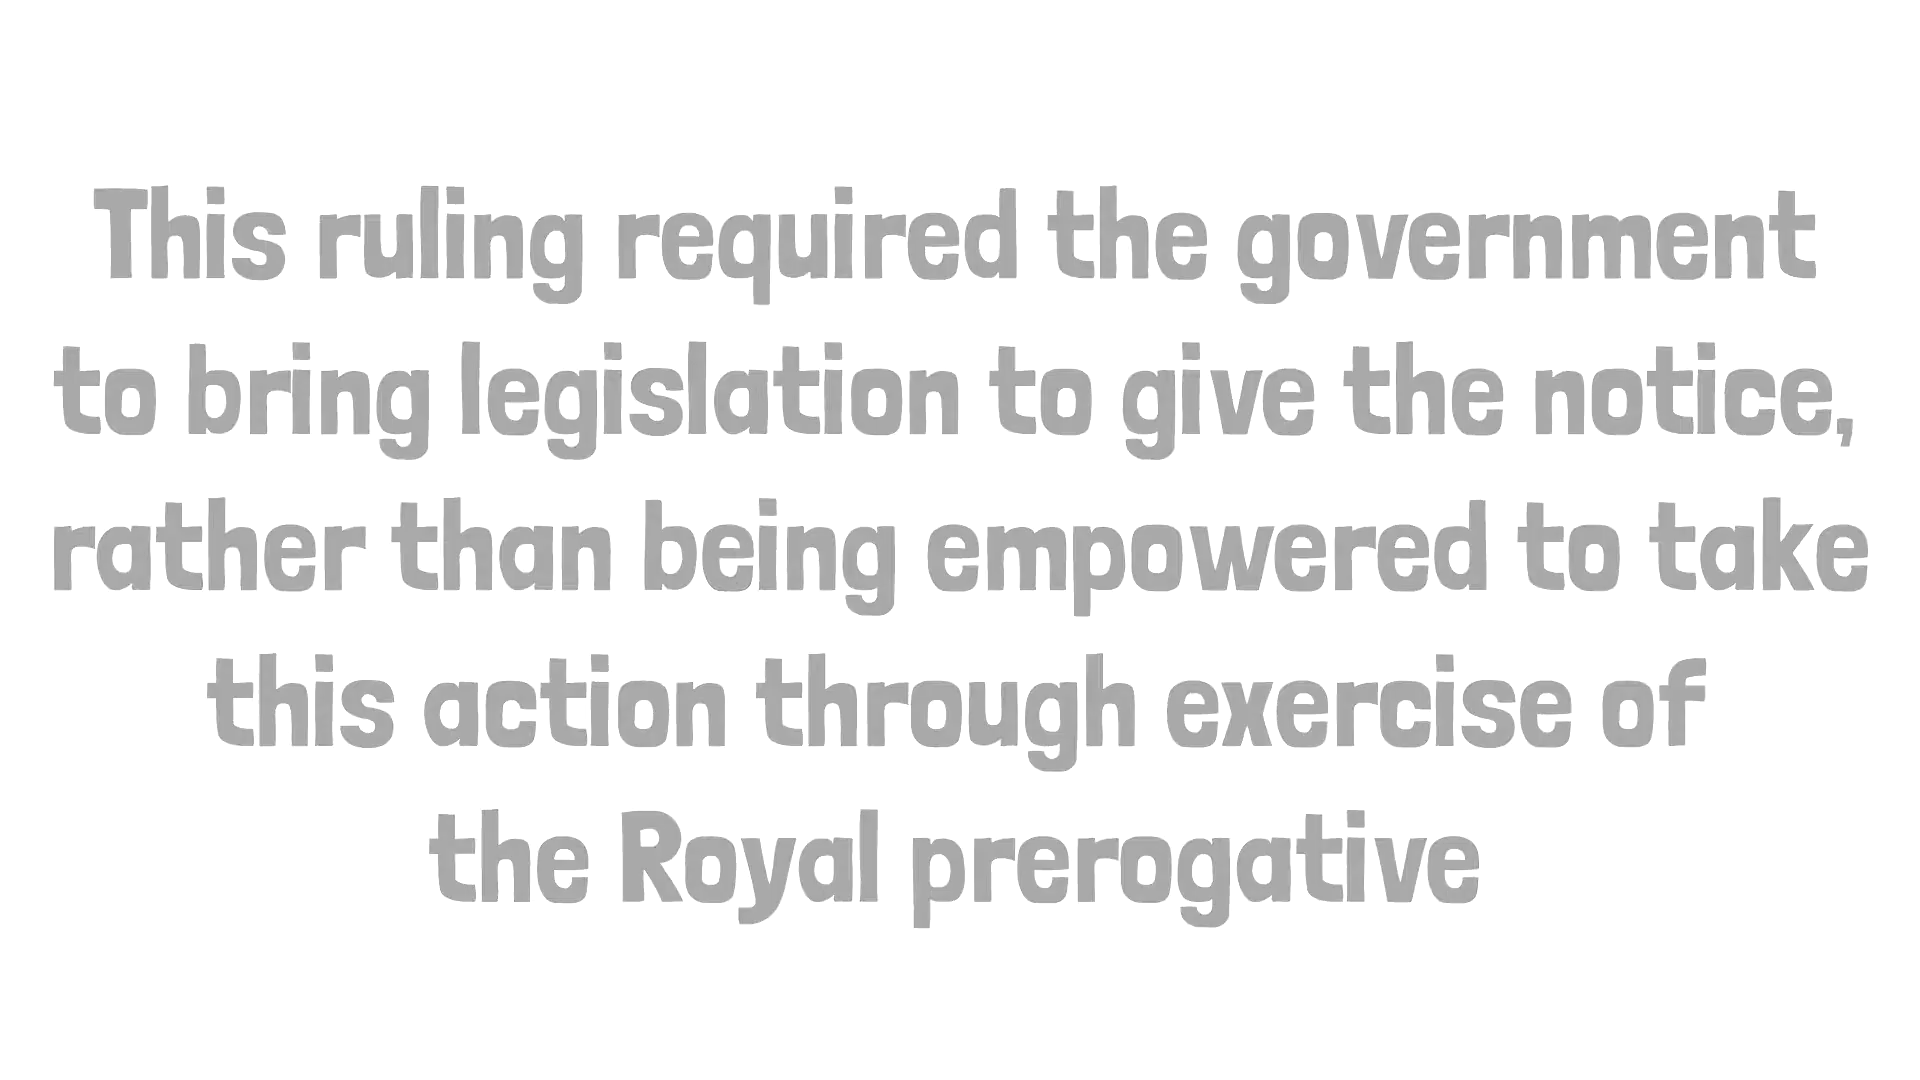 This ruling required the government
to bring legislation to give the notice,
rather than being empowered to take
this action through exercise of
the Royal prerogative